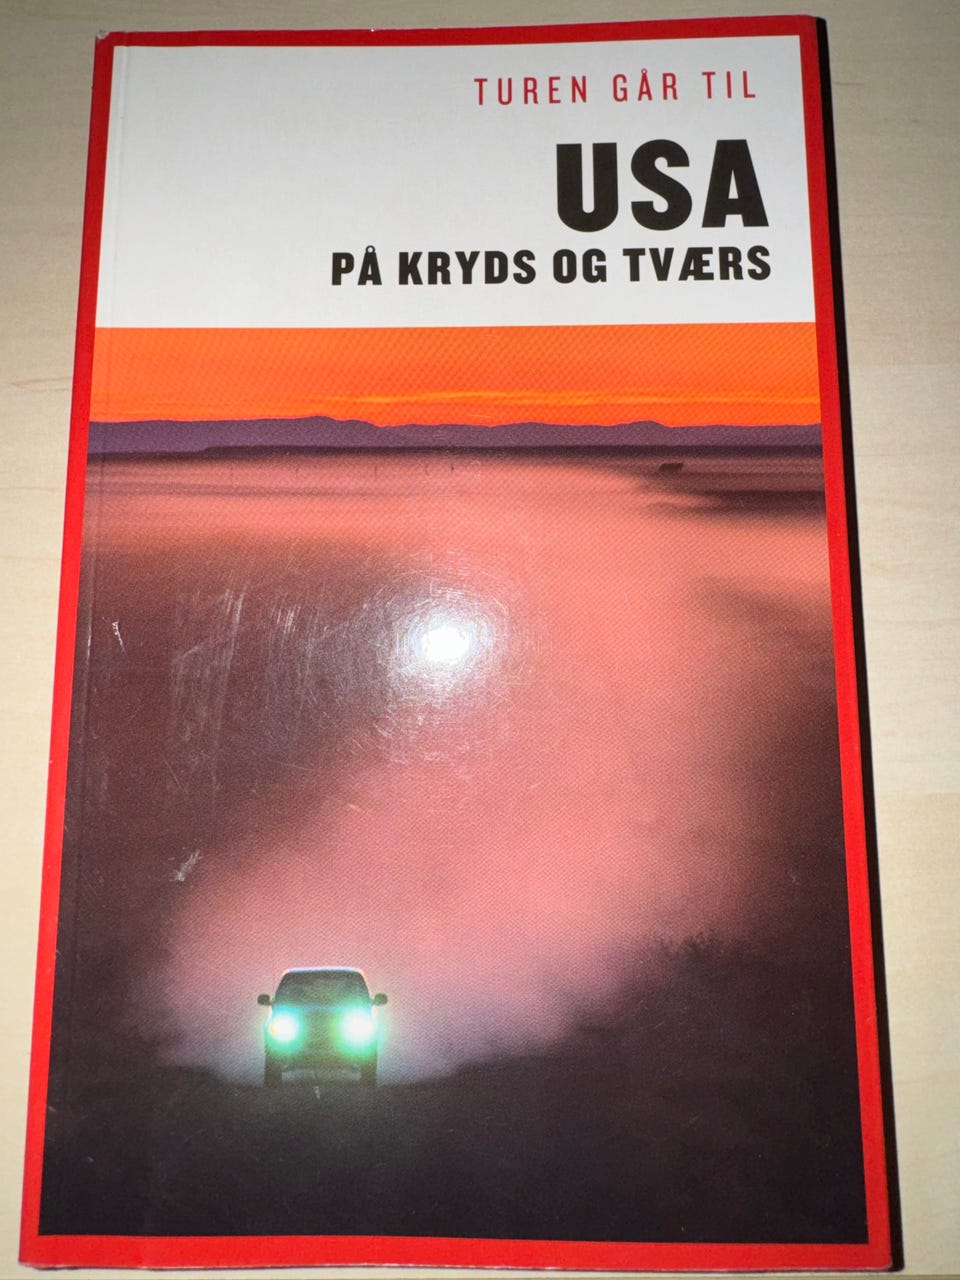 TUREN GÅR TIL
USA
PÅ KRYDS OG TVÆRS